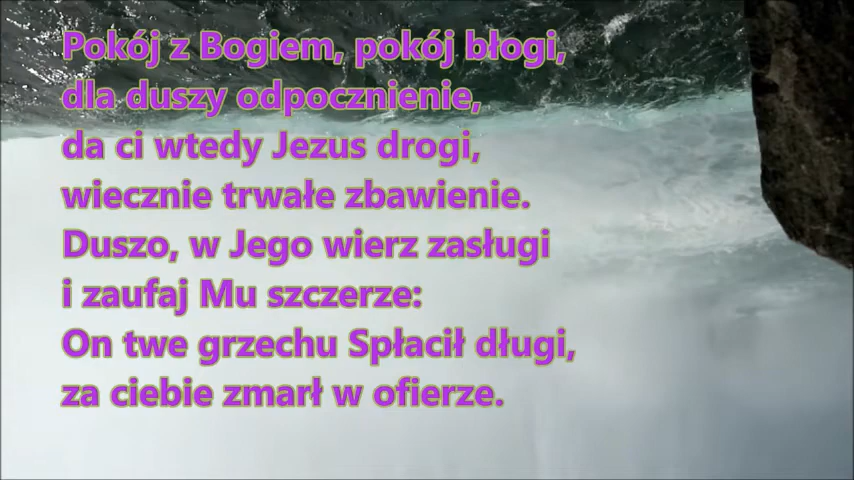 Pokój z Bogiem, pokój błogi,
dla duszy odpocznienie,
da ci wtedy Jezus drogi,
wiecznie trwałe zbawienie.
Duszo, w Jego wierz zasługi
i zaufaj Mu szczerze:
On twe grzechu Spłacił długi,
za ciebie zmarł w ofierze.